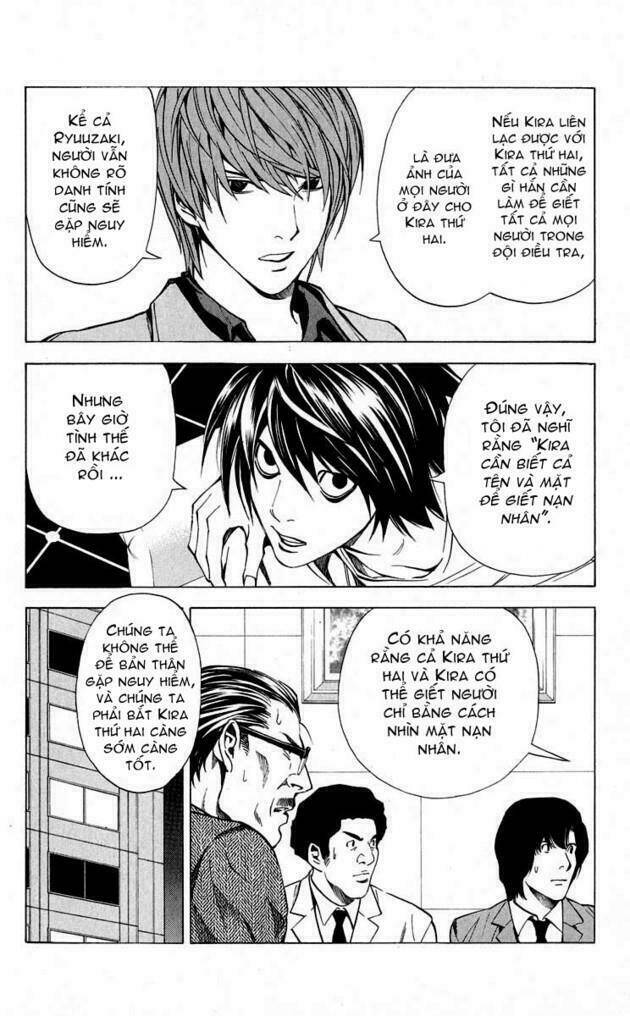 NẾU KIRA LIÊN
LẠC ĐƯỢC VỚI
KIRA THỨ HAI,
TẤT CẢ NHỮNG
GÌ HẮN CẦN
LÀM ĐỂ GIẾT
TẤT CẢ MỌI
NGƯỜI TRONG
ĐỘI ĐIỀU TRA,
LÀ ĐƯA
ẢNH CỦA
MỌI NGƯỜI
Ở ĐÂY CHO
KIRA THỨ
HAI.
KỂ CẢ
RYUUZAKI,
NGƯỜI VẪN
KHÔNG RÕ
DANH TÍNH
CŨNG SẼ
GẶP NGUY
HIỂM.
ĐÚNG VẬY,
TÔI ĐÃ NGHĨ
RẰNG "KIRA
CẦN BIẾT CẢ
TÊN VÀ MẶT
ĐỂ GIẾT NẠN
NHÂN".
NHƯNG
BÂY GIỜ
TÌNH THẾ
ĐÃ KHÁC
RỒI ...
CÓ KHẢ NĂNG
RẰNG CẢ KIRA THỨ
HAI VÀ KIRA CÓ
THỂ GIẾT NGƯỜI
CHỈ BẰNG CÁCH
NHÌN MẶT NẠN
NHÂN.
CHÚNG TA
KHÔNG THỂ
ĐỂ BẢN THÂN
GẶP NGUY HIỂM,
VÀ CHÚNG TA
PHẢI BẮT KIRA
THỨ HAI CÀNG
SỚM CÀNG
TỐT.